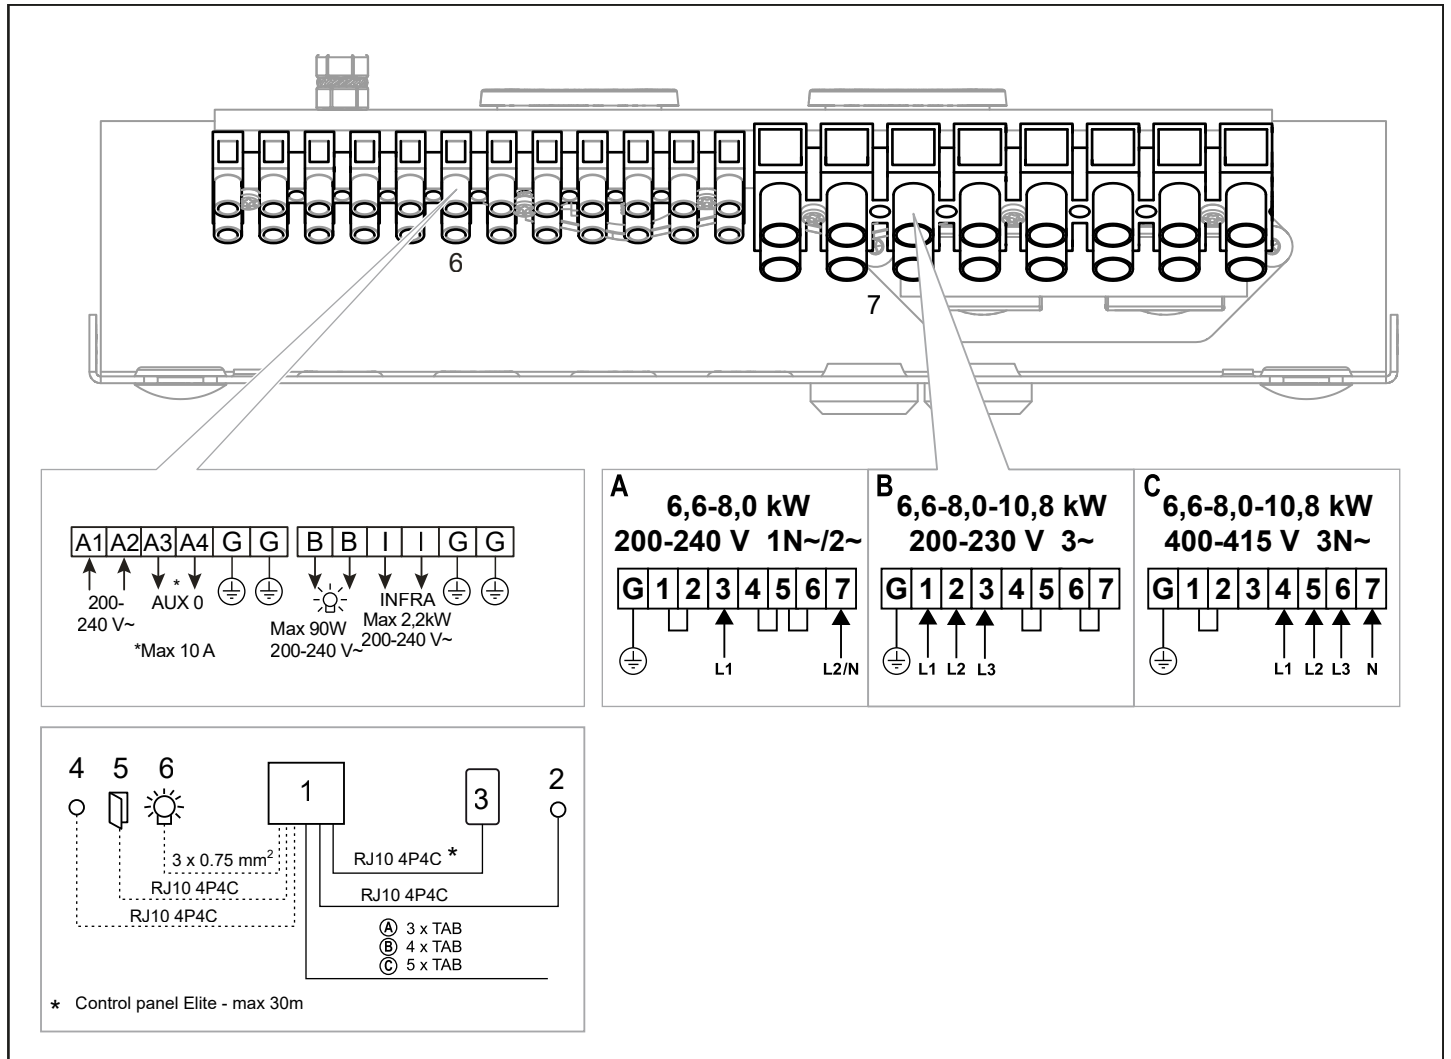 6
7
A1 A2 A3 A4 G G B B I I G G
200-
240 V~
*
AUX 0
*Max 10 A
Max 90W
200-240 V~
INFRA
Max 2,2kW
200-240 V~
A
6,6-8,0 kW
200-240 V 1N~/2~
G 1 2 3 4 5 6 7
L1 L2/N
B
6,6-8,0-10,8 kW
200-230 V 3~
G 1 2 3 4 5 6 7
L1 L2 L3
C
6,6-8,0-10,8 kW
400-415 V 3N~
G 1 2 3 4 5 6 7
L1 L2 L3 N
4 5 6
1
3
2
3 x 0.75 mm²
RJ10 4P4C
RJ10 4P4C
RJ10 4P4C *
RJ10 4P4C
A 3 x TAB
B 4 x TAB
C 5 x TAB
* Control panel Elite - max 30m